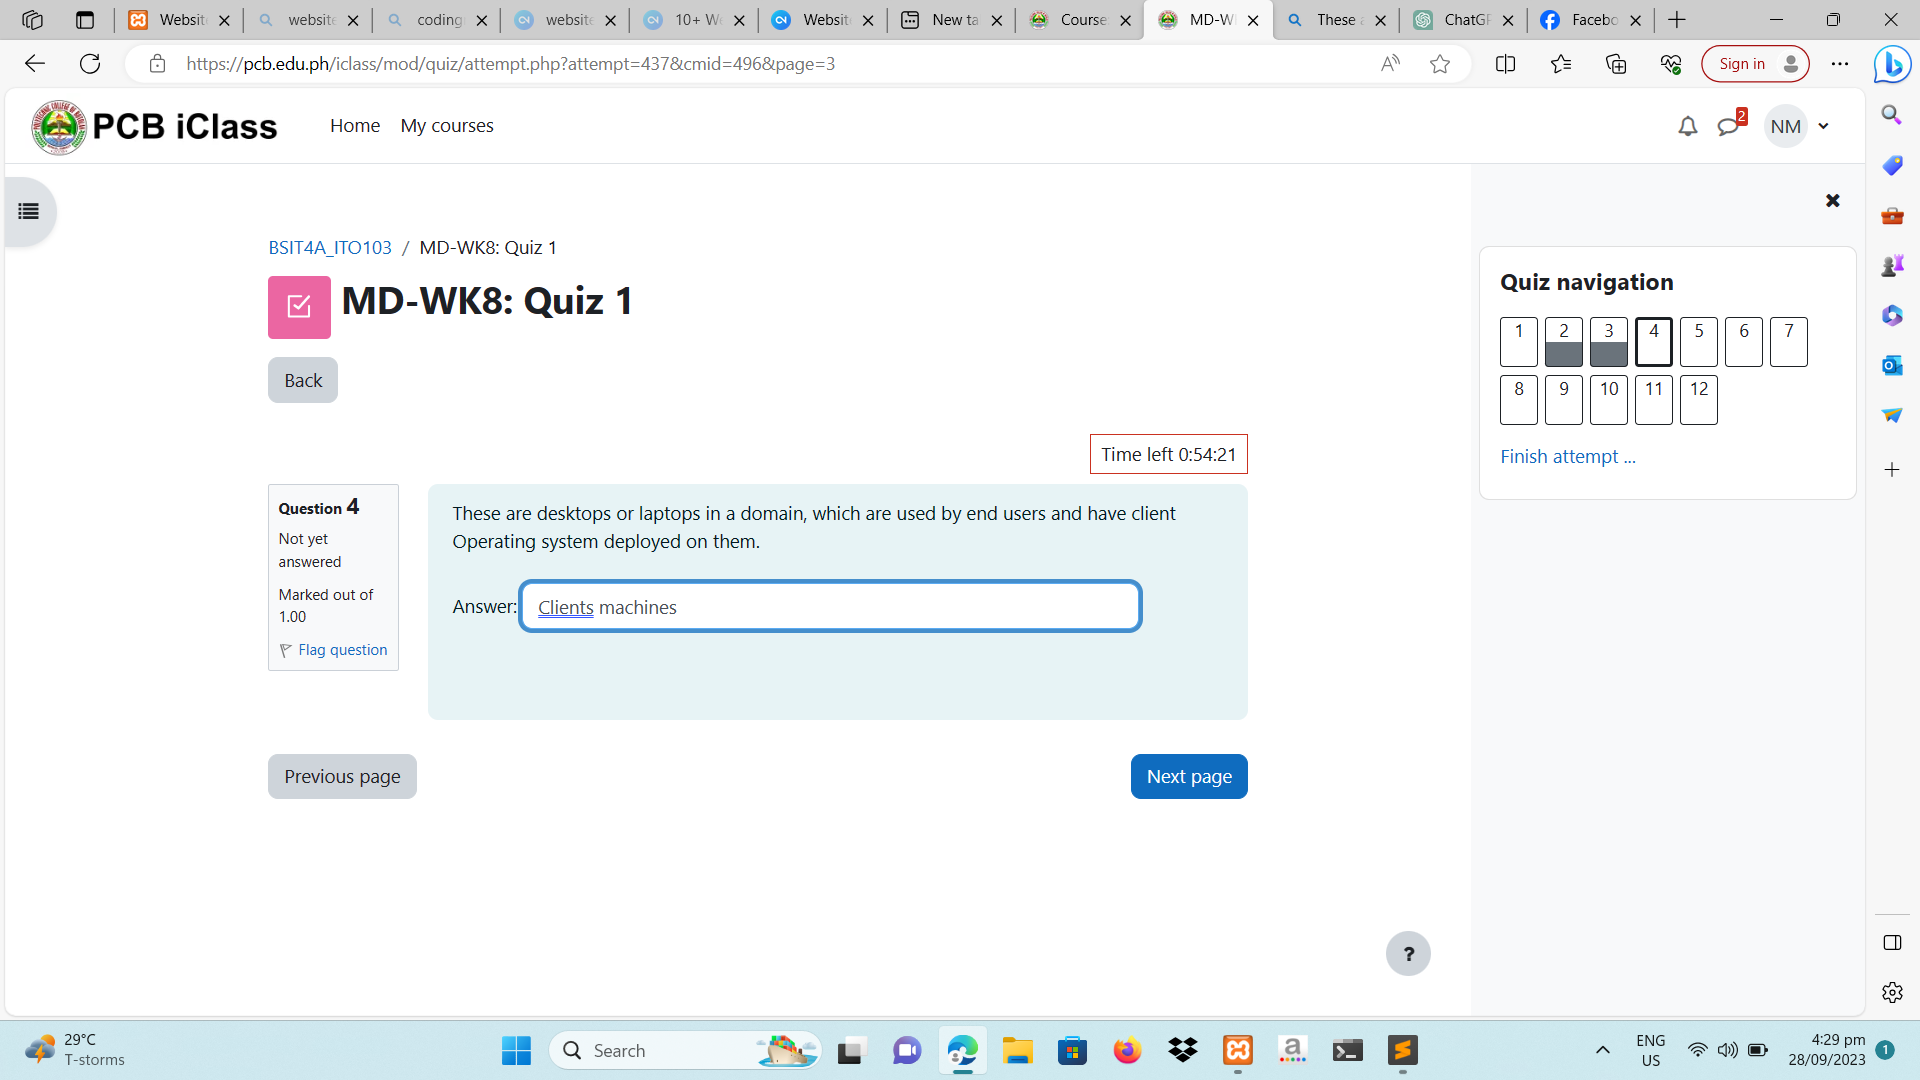 Website
website
coding
website
10+ We
Website
New ta
Course
MD-W
These a
ChatGP
Facebo
https://pcb.edu.ph/iclass/mod/quiz/attempt.php?attempt=437&cmid=496&page=3
Sign in
PCB iClass
Home
My courses
2
NM
BSIT4A_ITO103 / MD-WK8: Quiz 1
MD-WK8: Quiz 1
Back
Time left 0:54:21
Question 4
Not yet
answered
Marked out of
1.00
Flag question
These are desktops or laptops in a domain, which are used by end users and have client
Operating system deployed on them.
Answer: Clients machines
Previous page
Next page
Quiz navigation
1 2 3 4 5 6 7
8 9 10 11 12
Finish attempt ...
?
29°C
T-storms
Search
ENG
US
4:29 pm
28/09/2023
1